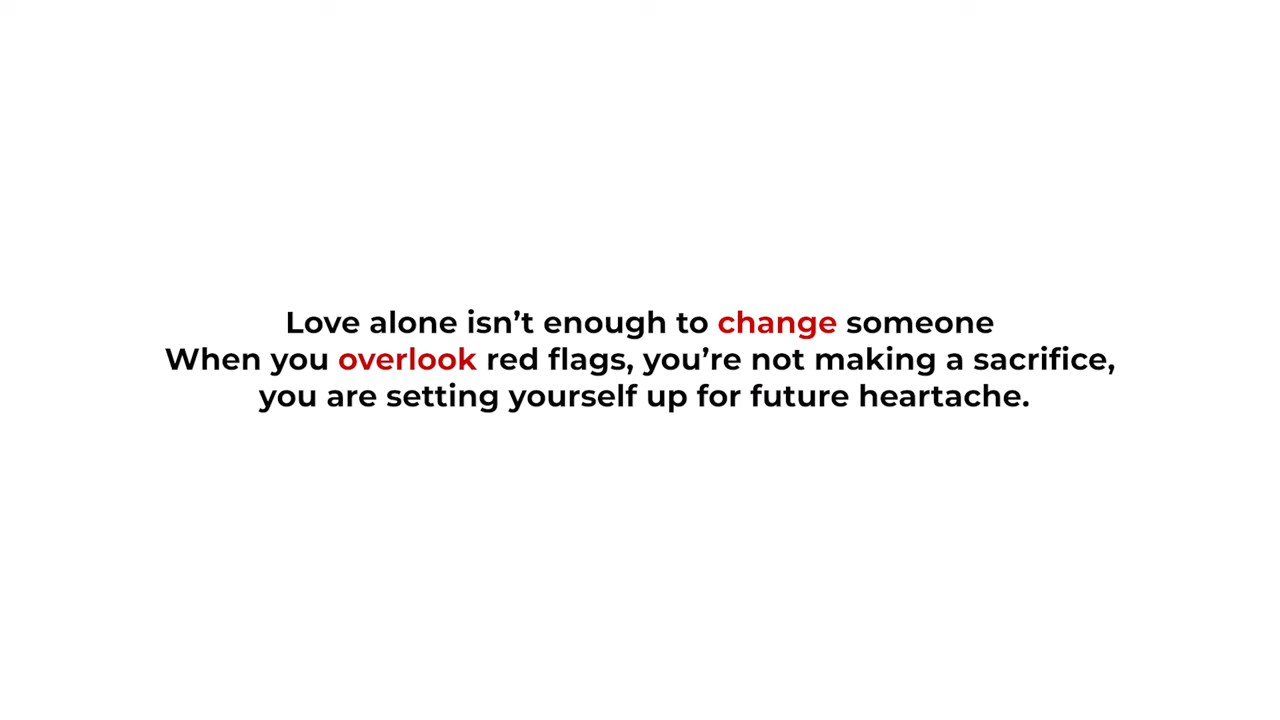 Love alone isn’t enough to change someone
When you overlook red flags, you’re not making a sacrifice,
you are setting yourself up for future heartache.